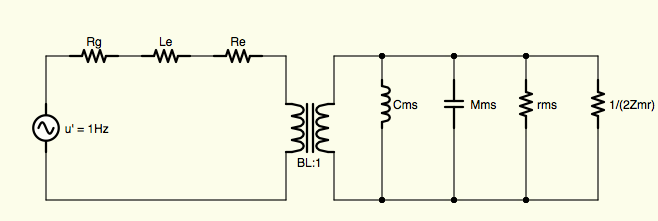 Rg Le Re
Cms Mms rms 1/(2Zmr)
u' = 1Hz
BL:1